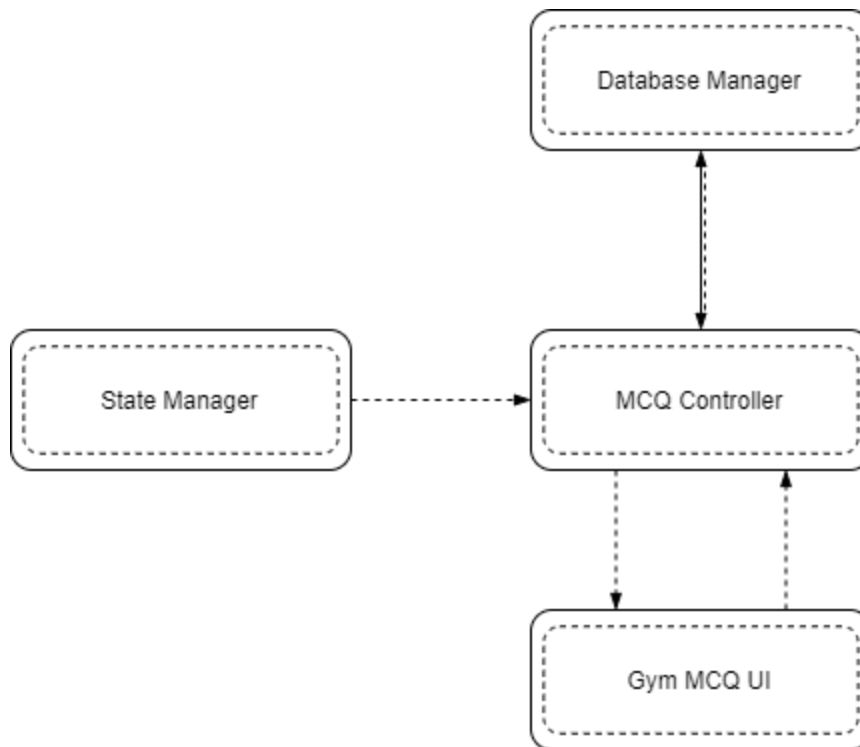 Database Manager
State Manager
MCQ Controller
Gym MCQ UI